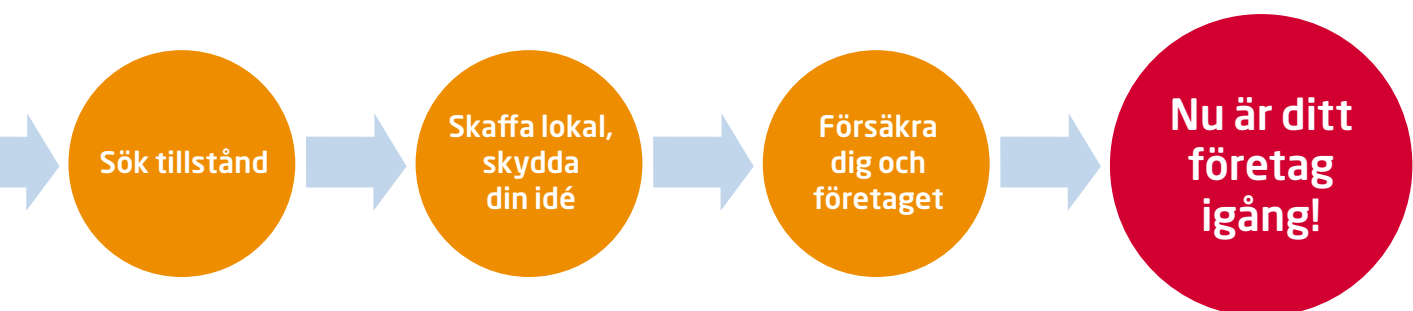 Sök tillstånd
Skaffa lokal,
skydda
din idé
Försäkra
dig och
företaget
Nu är ditt
företag
igång!